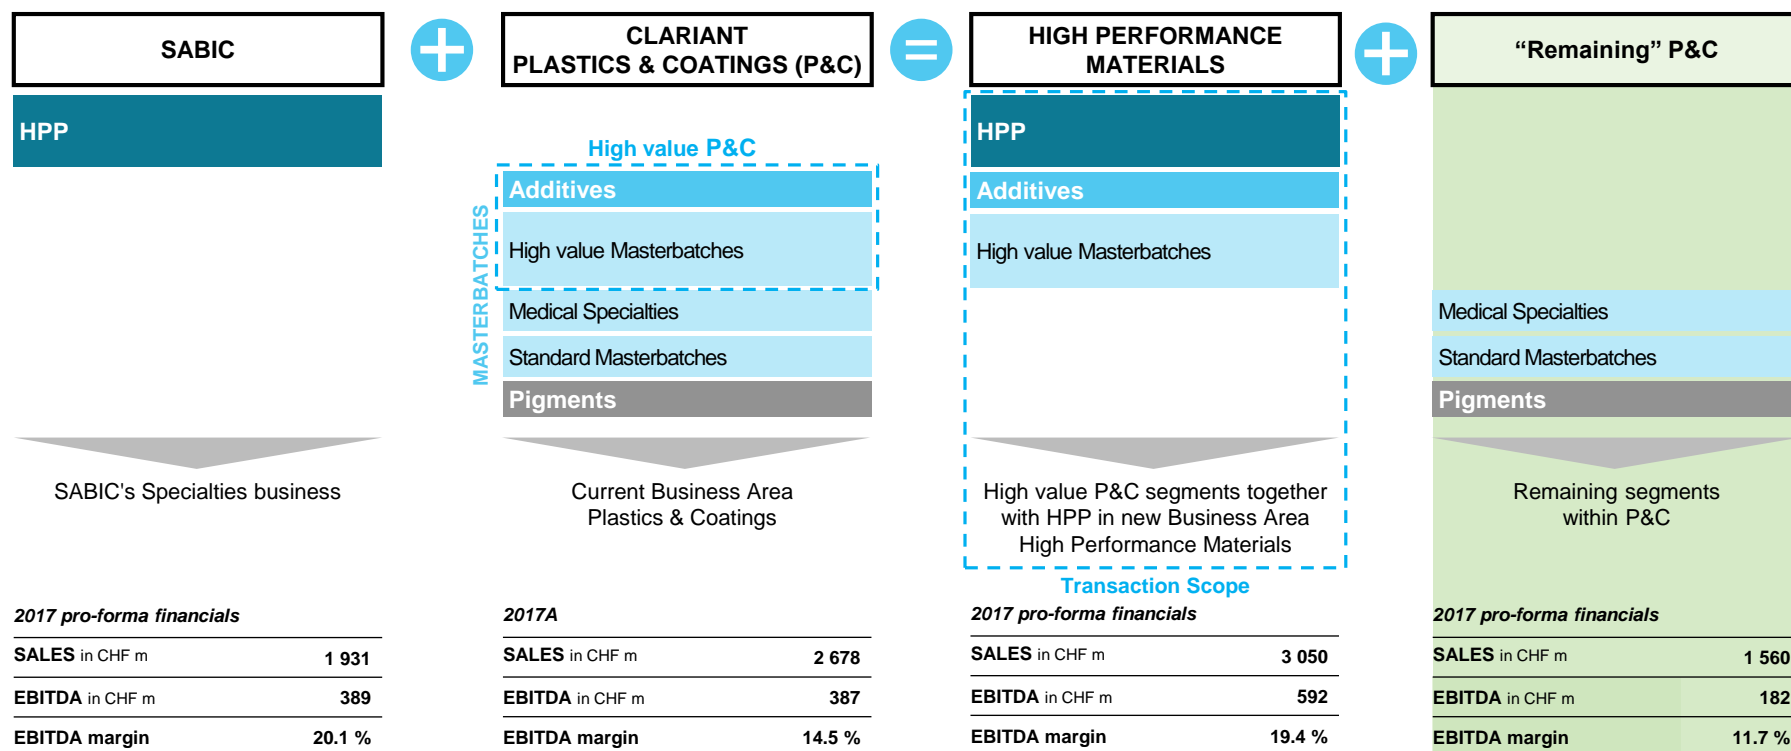 SABIC
CLARIANT
PLASTICS & COATINGS (P&C)
HIGH PERFORMANCE
MATERIALS
“Remaining” P&C
HPP
High value P&C
MASTERBATCHES
Additives
High value Masterbatches
Medical Specialties
Standard Masterbatches
Pigments
HPP
Additives
High value Masterbatches
Medical Specialties
Standard Masterbatches
Pigments
SABIC's Specialties business
Current Business Area
Plastics & Coatings
High value P&C segments together
with HPP in new Business Area
High Performance Materials
Remaining segments
within P&C
Transaction Scope
2017 pro-forma financials
SALES in CHF m 1 931
EBITDA in CHF m 389
EBITDA margin 20.1 %
2017A
SALES in CHF m 2 678
EBITDA in CHF m 387
EBITDA margin 14.5 %
2017 pro-forma financials
SALES in CHF m 3 050
EBITDA in CHF m 592
EBITDA margin 19.4 %
2017 pro-forma financials
SALES in CHF m 1 560
EBITDA in CHF m 182
EBITDA margin 11.7 %